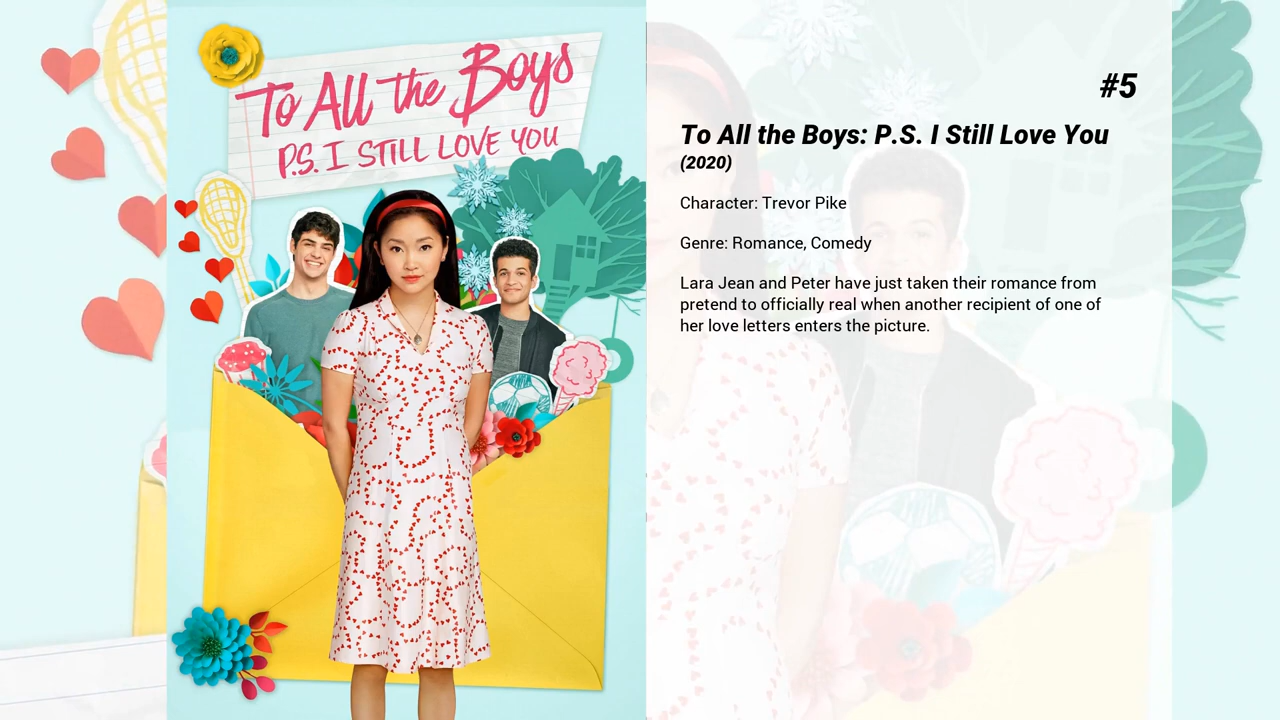 To All the Boys
P.S. I STILL LOVE YOU
#5
To All the Boys: P.S. I Still Love You
(2020)
Character: Trevor Pike
Genre: Romance, Comedy
Lara Jean and Peter have just taken their romance from
pretend to officially real when another recipient of one of
her love letters enters the picture.